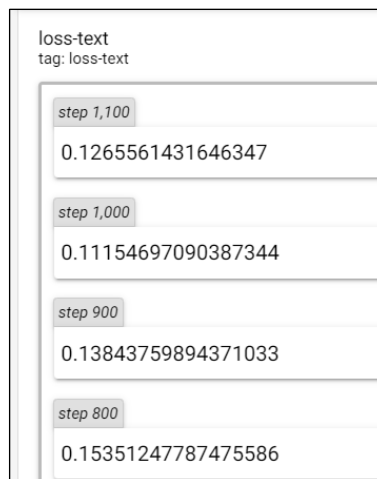 loss-text
tag: loss-text
step 1,100
0.1265561431646347
step 1,000
0.11154697090387344
step 900
0.13843759894371033
step 800
0.15351247787475586